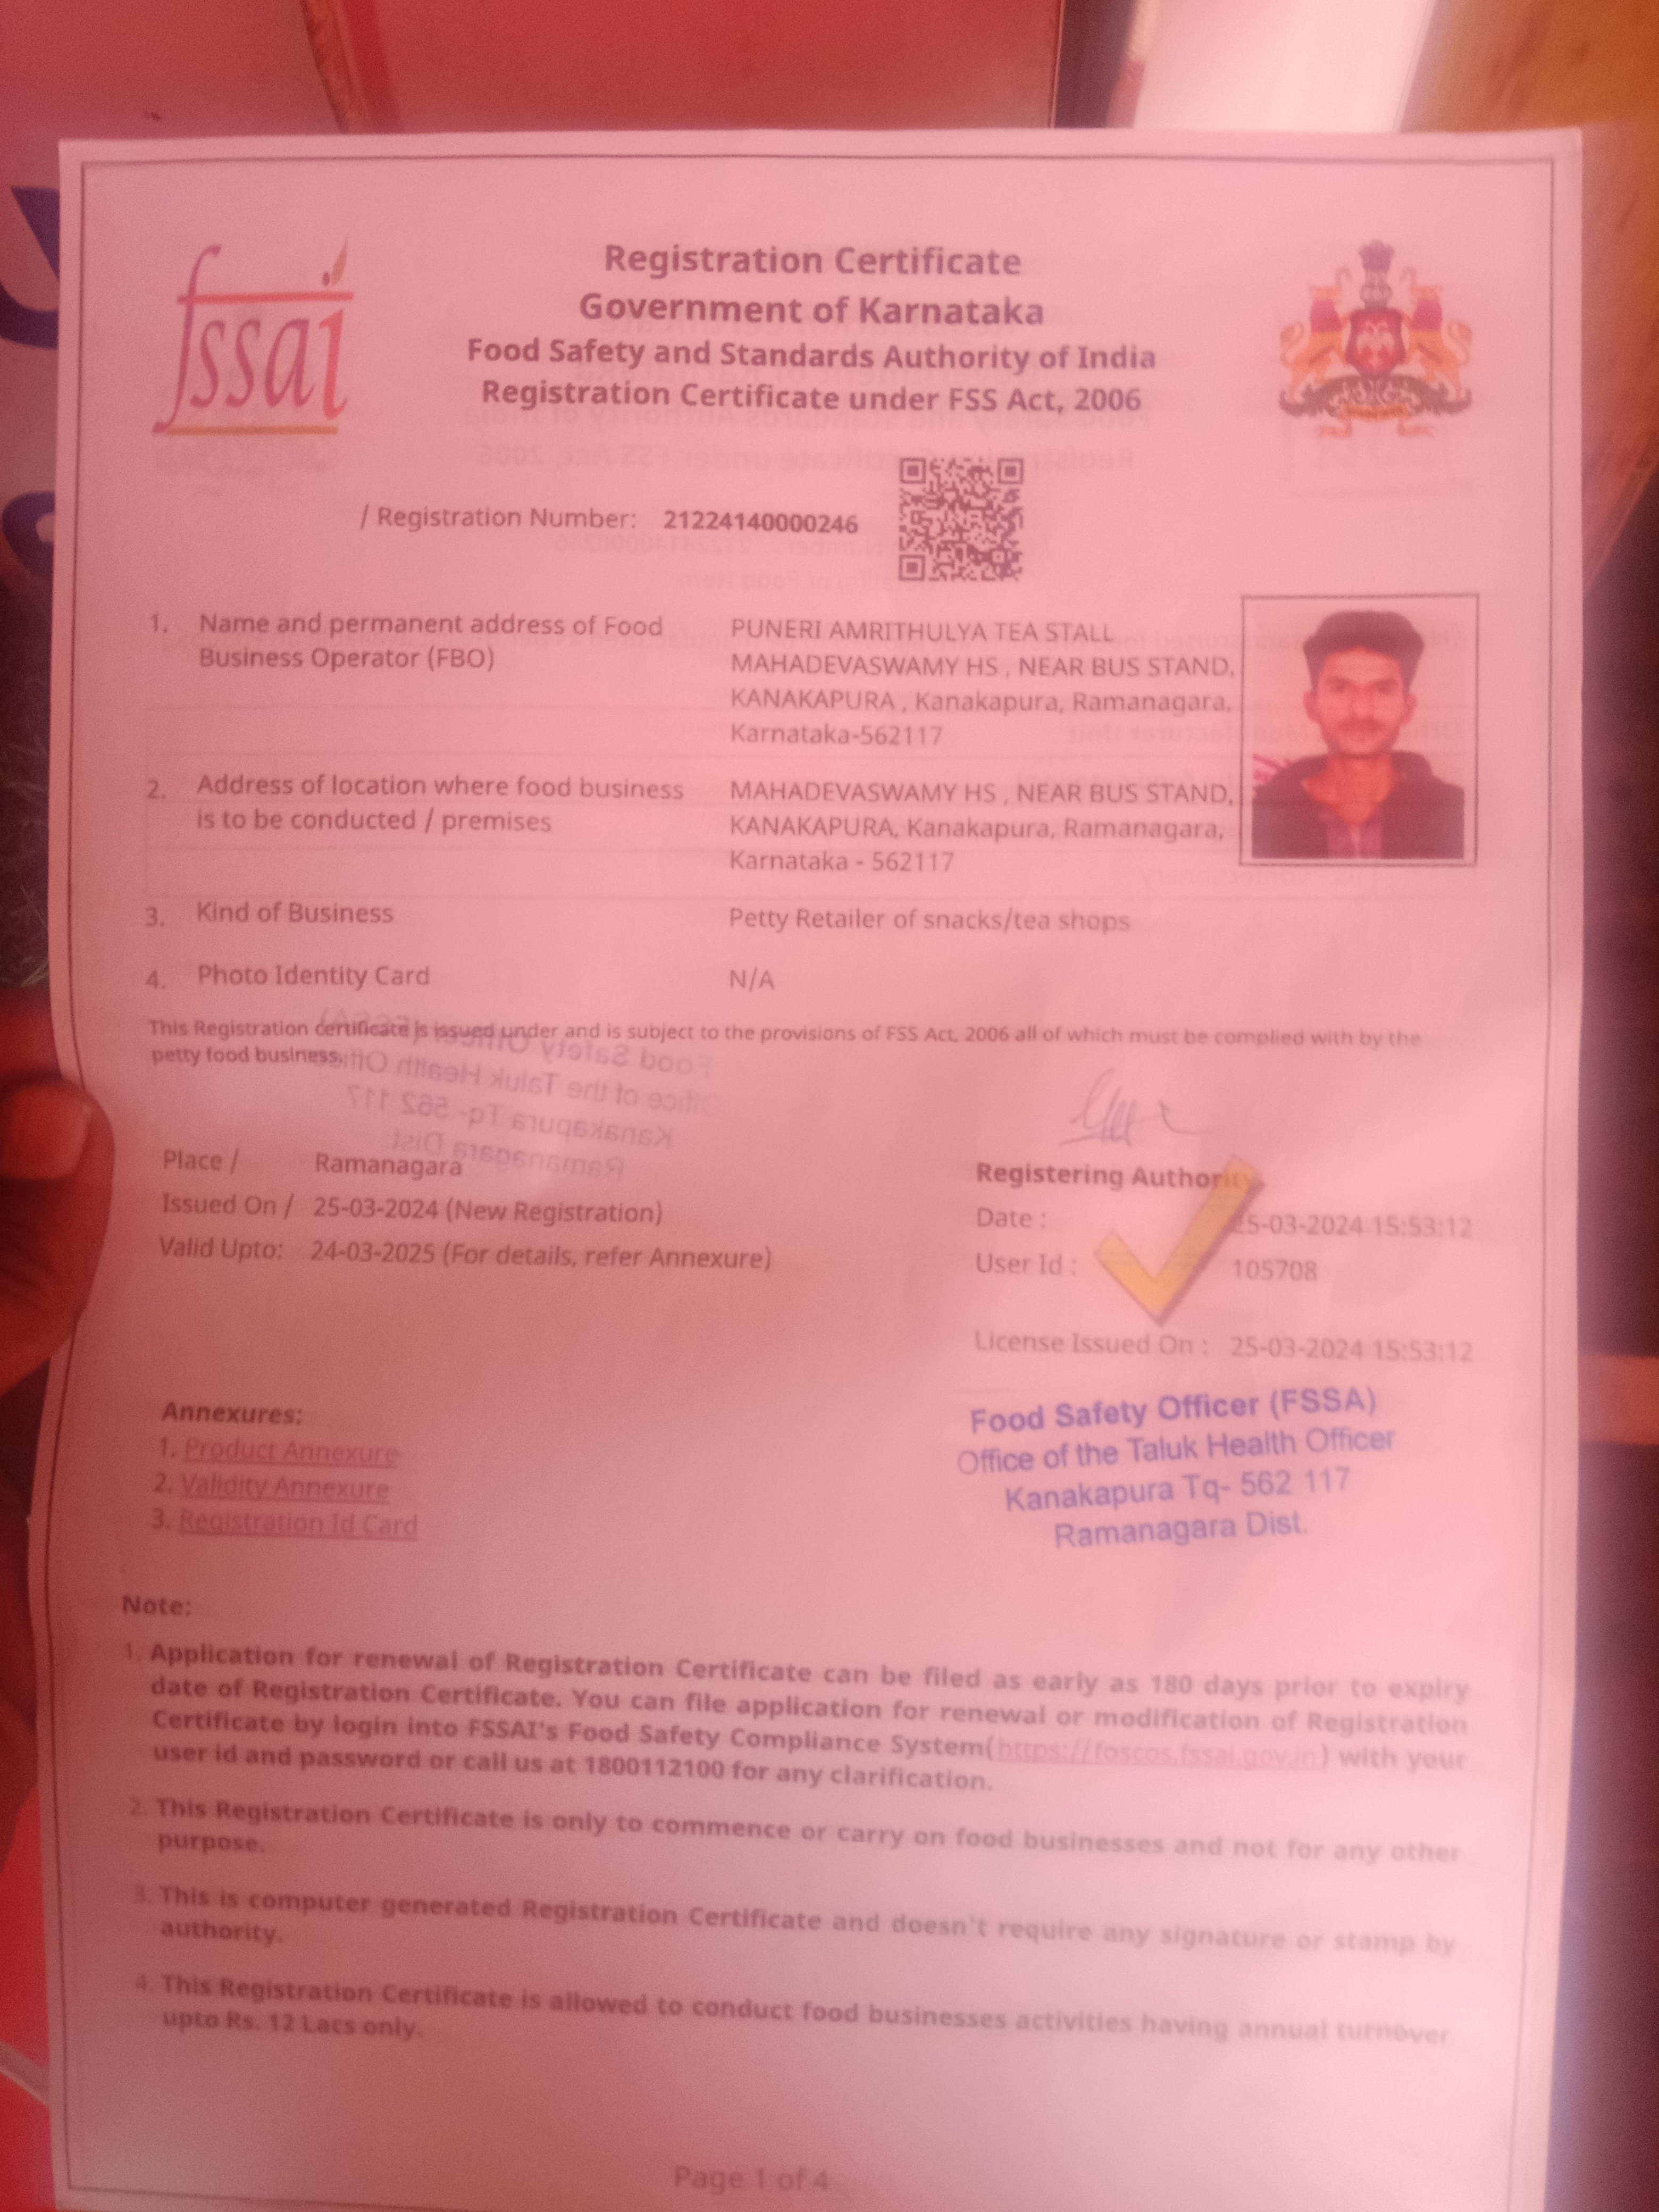 fssai
Registration Certificate
Government of Karnataka
Food Safety and Standards Authority of India
Registration Certificate under FSS Act, 2006
/ Registration Number: 21224140000246
1. Name and permanent address of Food PUNERI AMRITHULYA TEA STALL
Business Operator (FBO) MAHADEVASWAMY HS , NEAR BUS STAND,
KANAKAPURA , Kanakapura, Ramanagara,
Karnataka-562117
2. Address of location where food business MAHADEVASWAMY HS , NEAR BUS STAND,
is to be conducted / premises KANAKAPURA, Kanakapura, Ramanagara,
Karnataka - 562117
3. Kind of Business Petty Retailer of snacks/tea shops
4. Photo Identity Card N/A
This Registration certificate is issued under and is subject to the provisions of FSS Act, 2006 all of which must be complied with by the
petty food business.
Place / Ramanagara
Issued On / 25-03-2024 (New Registration)
Valid Upto: 24-03-2025 (For details, refer Annexure)
Registering Authority
Date : 25-03-2024 15:53:12
User Id : 105708
License Issued On : 25-03-2024 15:53:12
Food Safety Officer (FSSA)
Office of the Taluk Health Officer
Kanakapura Tq- 562 117
Ramanagara Dist.
Annexures:
1. Product Annexure
2. Validity Annexure
3. Registration Id Card
Note:
1. Application for renewal of Registration Certificate can be filed as early as 180 days prior to expiry
date of Registration Certificate. You can file application for renewal or modification of Registration
Certificate by login into FSSAI's Food Safety Compliance System(https://foscos.fssai.gov.in) with your
user id and password or call us at 1800112100 for any clarification.
2. This Registration Certificate is only to commence or carry on food businesses and not for any other
purpose.
3. This is computer generated Registration Certificate and doesn't require any signature or stamp by
authority.
4. This Registration Certificate is allowed to conduct food businesses activities having annual turnover
upto Rs. 12 Lacs only.
Page 1 of 4